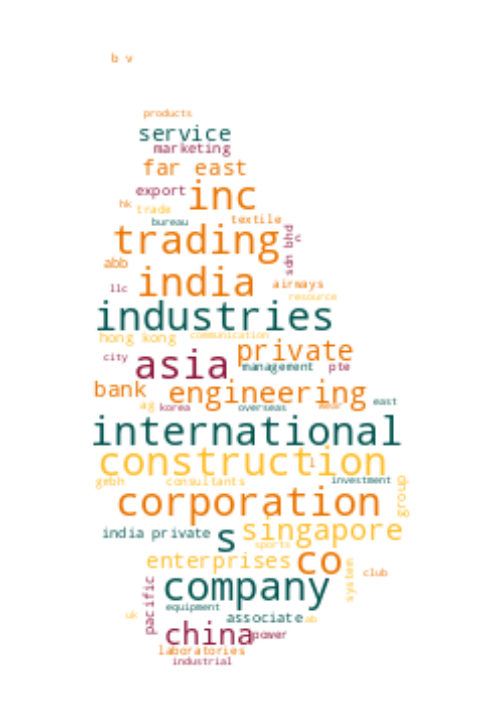 b v
products
service
marketing
far east
export inc
hk trade
bureau textile
trading sdn bhd c
abb
llc india airways
resource
industries
hong kong communication
city asia private
management pte
bank engineering
ag korea overseas wear east
international
construction l
gmbh consultants investment
corporation group
india private s singapore
sports
enterprises co
system club
pacific company
equipment
uk associate ab
china power
laboratories
industrial